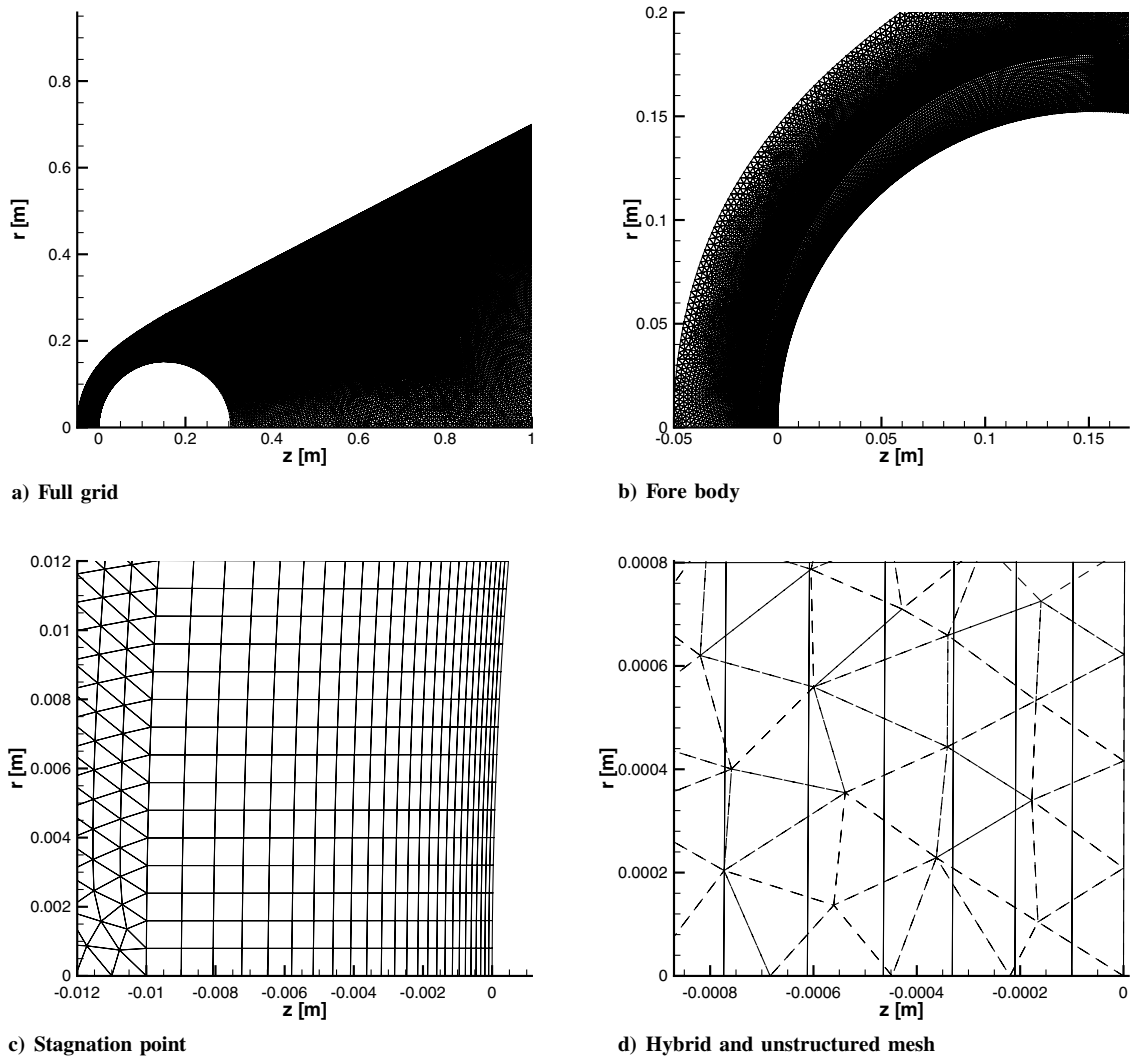 0.8
0.6
0.4
0.2
0
r [m]
0 0.2 0.4 0.6 0.8 1
z [m]
a) Full grid
0.2
0.15
0.1
0.05
0
r [m]
-0.05 0 0.05 0.1 0.15
z [m]
b) Fore body
0.012
0.01
0.008
0.006
0.004
0.002
0
r [m]
-0.012 -0.01 -0.008 -0.006 -0.004 -0.002 0
z [m]
c) Stagnation point
0.0008
0.0006
0.0004
0.0002
0
r [m]
-0.0008 -0.0006 -0.0004 -0.0002 0
z [m]
d) Hybrid and unstructured mesh